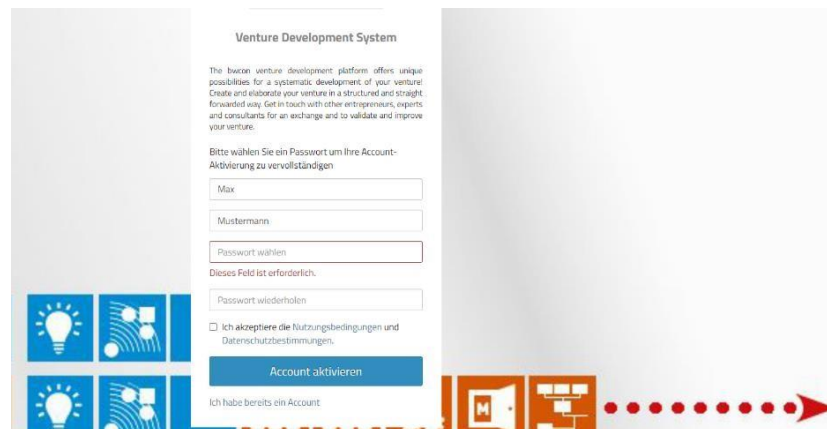 Venture Development System
The bwcon venture development platform offers unique
possibilities for a systematic development of your venture!
Create and elaborate your venture in a structured and straight
forwarded way. Get in touch with other entrepreneurs, experts
and consultants for an exchange and to validate and improve
your venture.
Bitte wählen Sie ein Passwort um Ihre Account-
Aktivierung zu vervollständigen
Max
Mustermann
Passwort wählen
Dieses Feld ist erforderlich.
Passwort wiederholen
Ich akzeptiere die Nutzungsbedingungen und
Datenschutzbestimmungen.
Account aktivieren
Ich habe bereits ein Account
M